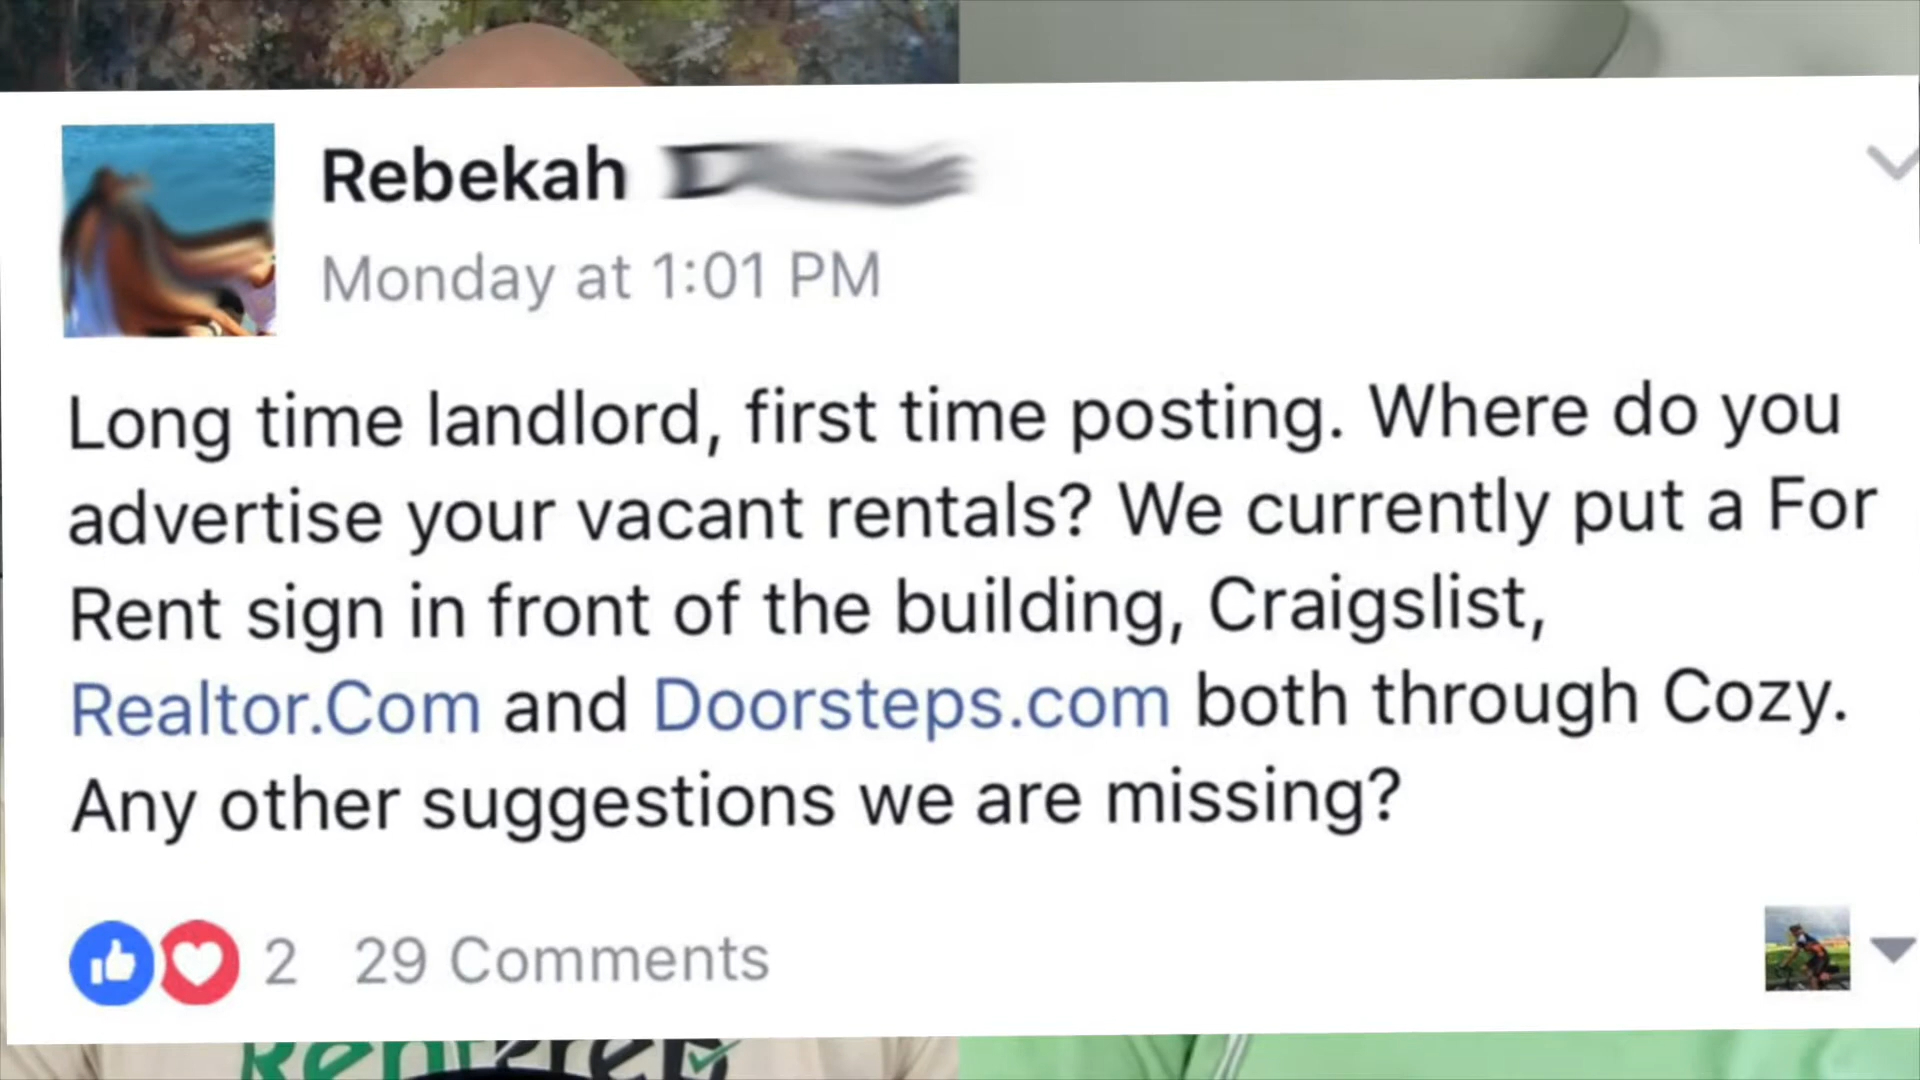 Rebekah
Monday at 1:01 PM
Long time landlord, first time posting. Where do you
advertise your vacant rentals? We currently put a For
Rent sign in front of the building, Craigslist,
Realtor.Com and Doorsteps.com both through Cozy.
Any other suggestions we are missing?
2 29 Comments